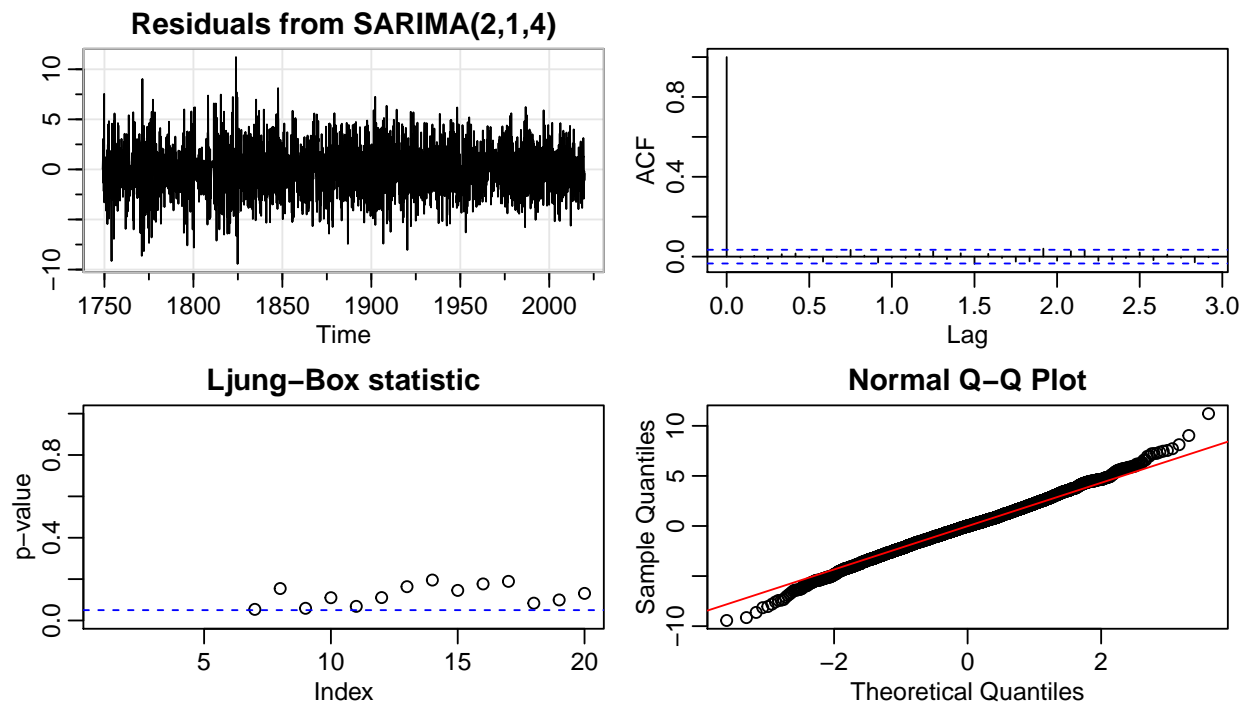 Residuals from SARIMA(2,1,4)
10
5
0
−10
1750 1800 1850 1900 1950 2000
Time
ACF
0.8
0.4
0.0
0.0 0.5 1.0 1.5 2.0 2.5 3.0
Lag
Ljung−Box statistic
p−value
0.8
0.4
0.0
5 10 15 20
Index
Normal Q−Q Plot
Sample Quantiles
10
5
0
−10
−2 0 2
Theoretical Quantiles